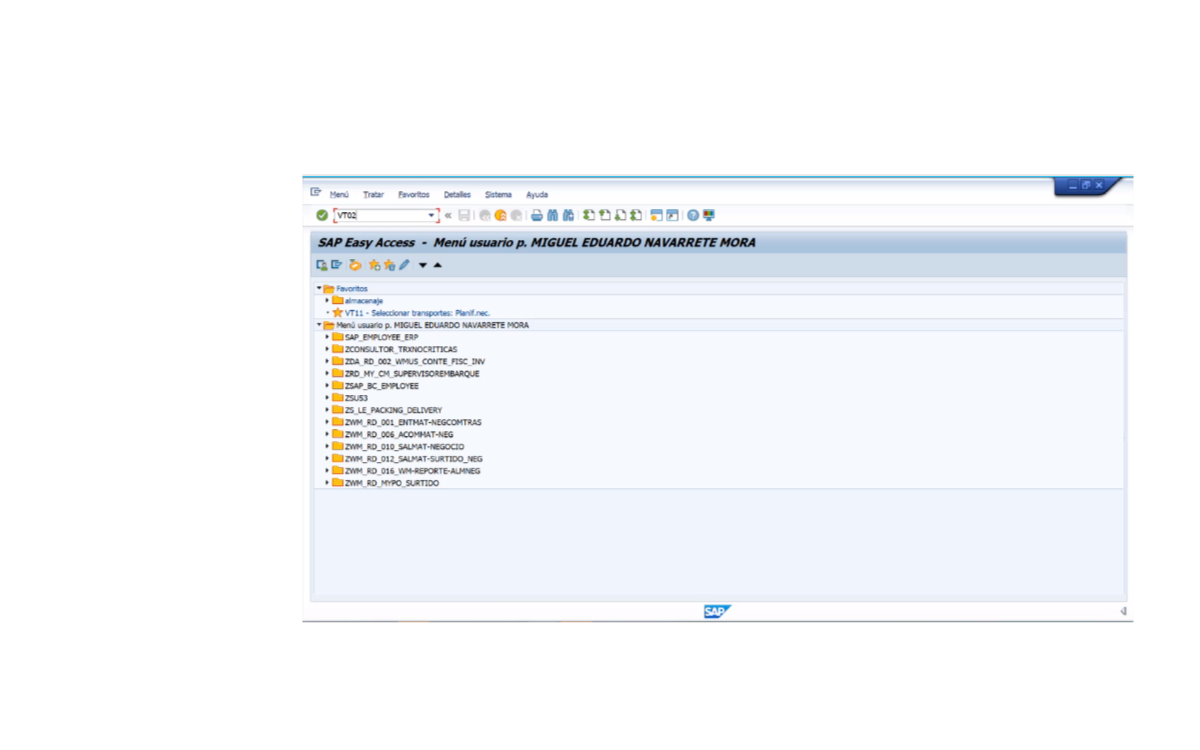 Menú Tratar Favoritos Detalles Sistema Ayuda
VT02
SAP Easy Access - Menú usuario p. MIGUEL EDUARDO NAVARRETE MORA
Favoritos
almacenaje
VT11 - Seleccionar transportes: Planif.nec.
Menú usuario p. MIGUEL EDUARDO NAVARRETE MORA
SAP_EMPLOYEE_ERP
ZCONSULTOR_TRXNOCRITICAS
ZDA_RD_002_WMUS_CONTE_FISC_INV
ZRD_MY_CM_SUPERVISOREMBARQUE
ZSAP_BC_EMPLOYEE
ZSU53
ZS_LE_PACKING_DELIVERY
ZWM_RD_001_ENTMAT-NEGCOMTRAS
ZWM_RD_006_ACOMMAT-NEG
ZWM_RD_010_SALMAT-NEGOCIO
ZWM_RD_012_SALMAT-SURTIDO_NEG
ZWM_RD_016_WM-REPORTE-ALMNEG
ZWM_RD_MYPO_SURTIDO
SAP